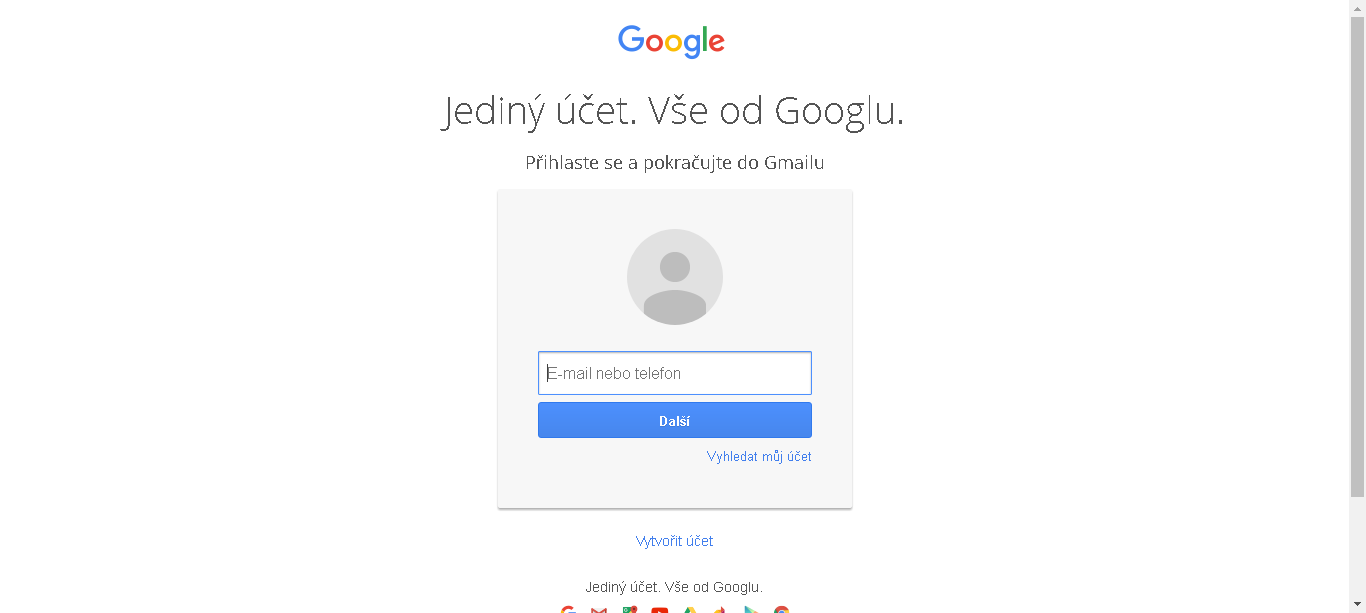 Google
Jediný účet. Vše od Googlu.
Přihlaste se a pokračujte do Gmailu
E-mail nebo telefon
Další
Vyhledat můj účet
Vytvořit účet
Jediný účet. Vše od Googlu.